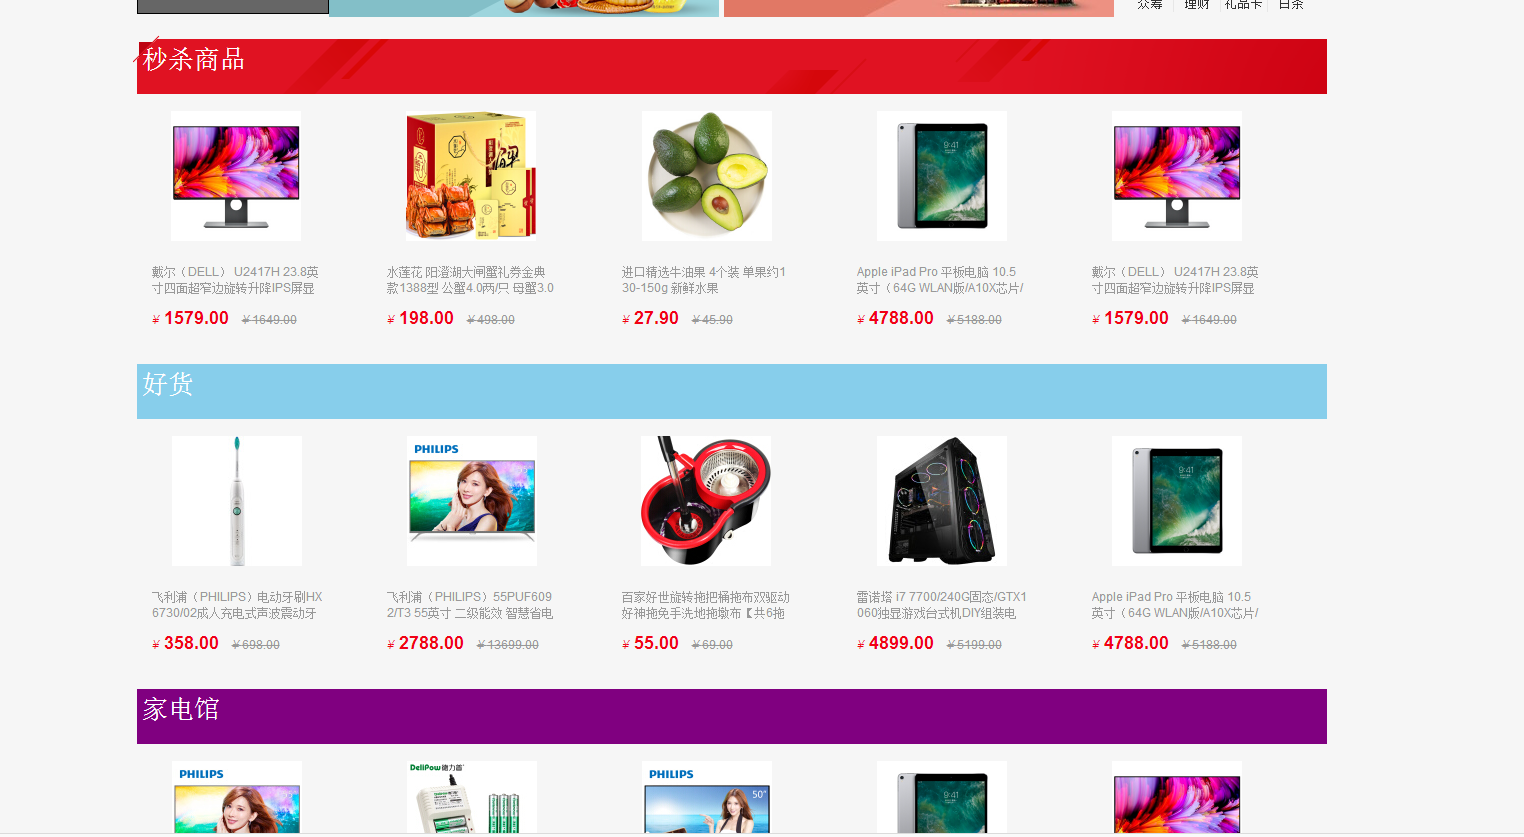 众筹 理财 礼品卡 白条
秒杀商品
9:41
戴尔（DELL） U2417H 23.8英
寸四面超窄边旋转升降IPS屏显
¥ 1579.00 ¥ 1649.00
水莲花 阳澄湖大闸蟹礼券金典
款1388型 公蟹4.0两/只 母蟹3.0
¥ 198.00 ¥ 498.00
进口精选牛油果 4个装 单果约1
30-150g 新鲜水果
¥ 27.90 ¥ 45.90
Apple iPad Pro 平板电脑 10.5
英寸（64G WLAN版/A10X芯片/
¥ 4788.00 ¥ 5188.00
戴尔（DELL） U2417H 23.8英
寸四面超窄边旋转升降IPS屏显
¥ 1579.00 ¥ 1649.00
好货
PHILIPS
9:41
飞利浦（PHILIPS）电动牙刷HX
6730/02成人充电式声波震动牙
¥ 358.00 ¥ 698.00
飞利浦（PHILIPS）55PUF609
2/T3 55英寸 二级能效 智慧省电
¥ 2788.00 ¥ 13699.00
百家好世旋转拖把桶拖布双驱动
好神拖免手洗地拖墩布【共6拖
¥ 55.00 ¥ 69.00
雷诺塔 i7 7700/240G固态/GTX1
060独显游戏台式机DIY组装电
¥ 4899.00 ¥ 5199.00
Apple iPad Pro 平板电脑 10.5
英寸（64G WLAN版/A10X芯片/
¥ 4788.00 ¥ 5188.00
家电馆
PHILIPS
DeliPow德力普
PHILIPS
50"
9:41